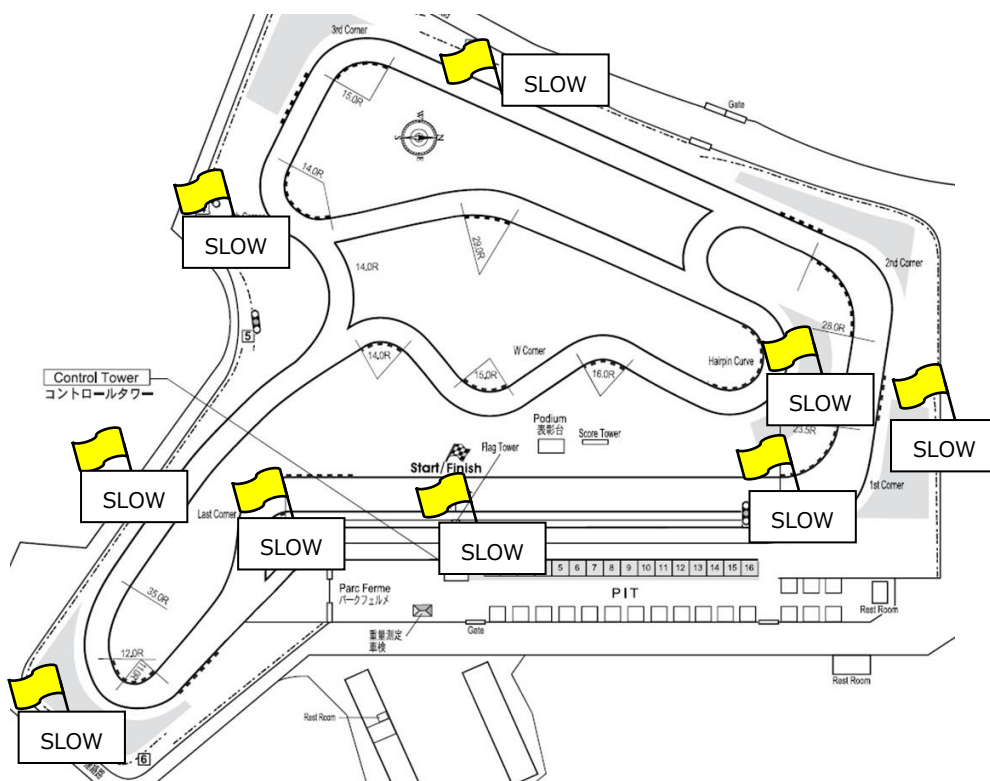 3rd Corner
SLOW
Gate
15.0R
W
S
N
E
14.0R
SLOW
29.0R
14.0R
2nd Corner
28.0R
5
14.0R
15.0R
W Corner
16.0R
Hairpin Curve
Control Tower
コントロールタワー
SLOW
SLOW
23.5R
Podium
表彰台
Score Tower
Flag Tower
Start/Finish
SLOW
1st Corner
Last Corner
SLOW
SLOW
SLOW
5 6 7 8 9 10 11 12 13 14 15 16
PIT
35.0R
Parc Ferme
パークフェルメ
重量測定
車検
Gate
Rest Room
12.0R
11.0R
Rest Room
Rest Room
SLOW
6